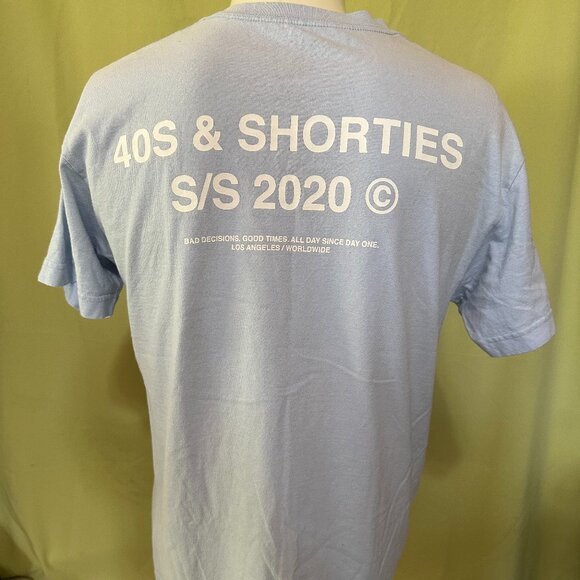 40S & SHORTIES
S/S 2020 ©
BAD DECISIONS. GOOD TIMES. ALL DAY SINCE DAY ONE.
LOS ANGELES / WORLDWIDE